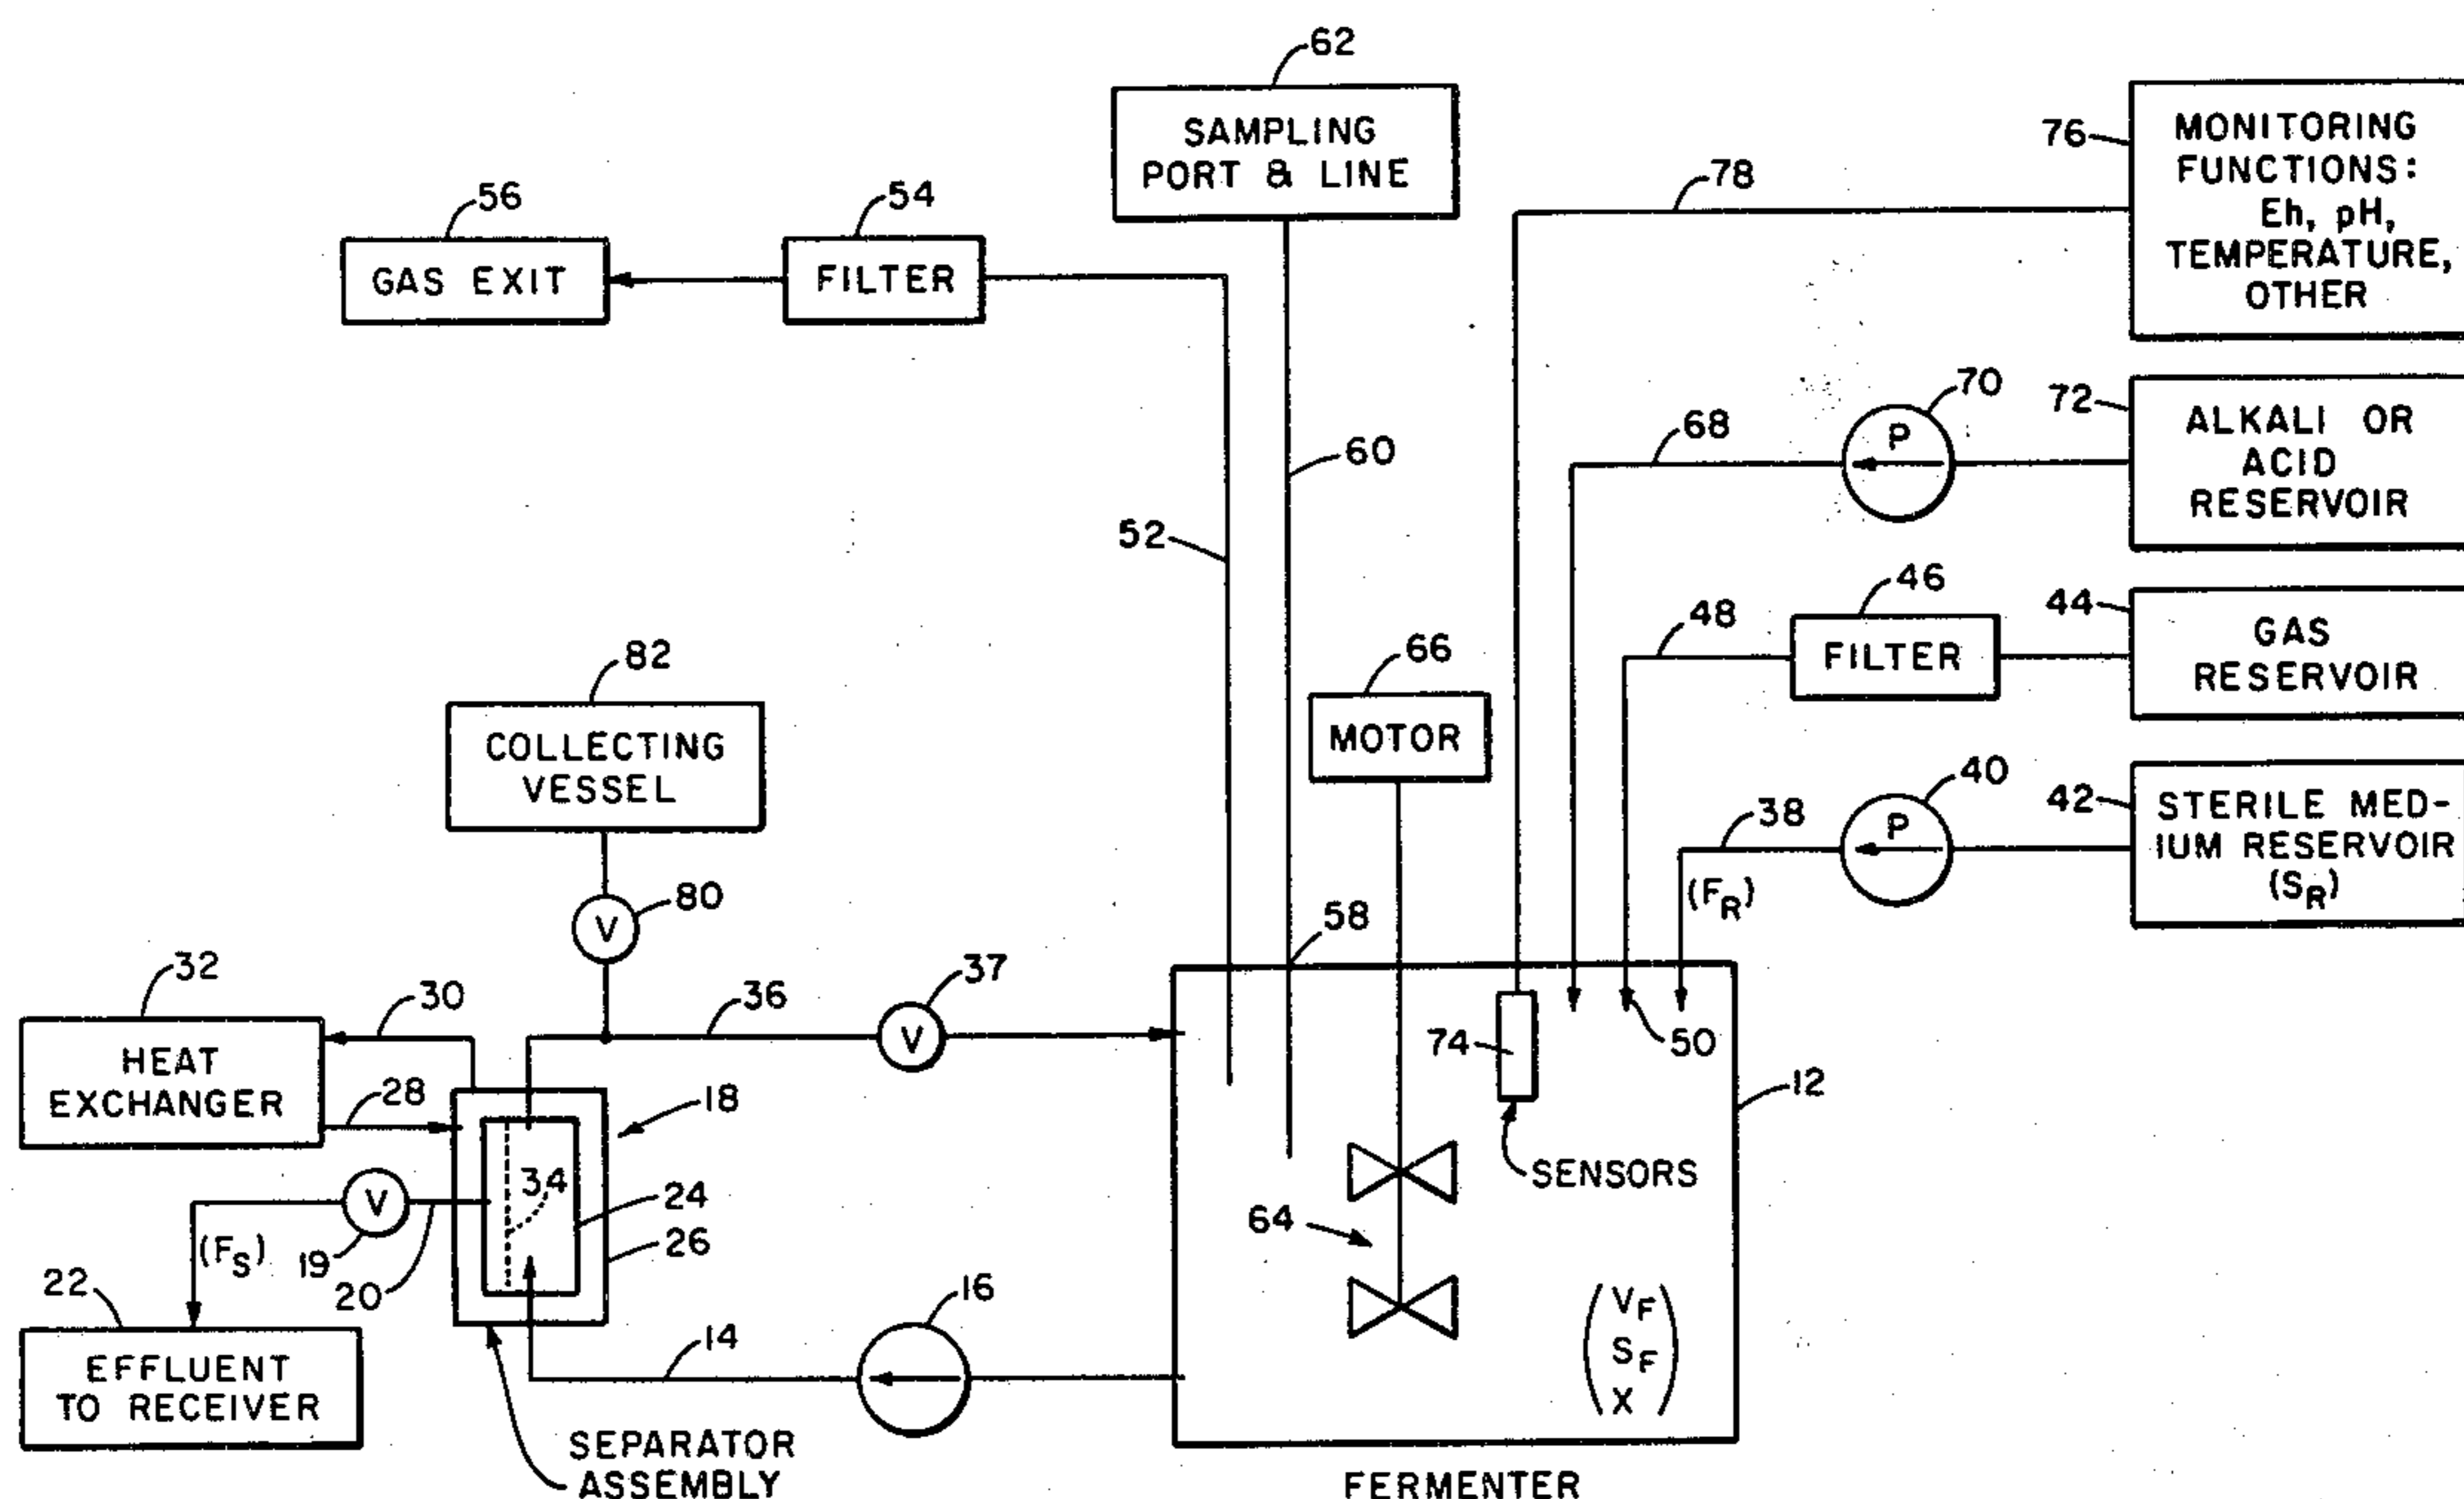 62
SAMPLING
PORT & LINE
76
MONITORING
FUNCTIONS:
Eh, pH,
TEMPERATURE,
OTHER
78
56
GAS EXIT
54
FILTER
70
P
72
ALKALI OR
ACID
RESERVOIR
68
60
52
46
FILTER
48
44
GAS
RESERVOIR
82
COLLECTING
VESSEL
66
MOTOR
40
P
42
STERILE MED-
IUM RESERVOIR
(SR)
38
(FR)
80
V
58
32
HEAT
EXCHANGER
30
28
36
37
V
74
50
12
18
SENSORS
34
24
26
V
19
20
(FS)
64
22
EFFLUENT
TO RECEIVER
16
14
VF
SF
X
SEPARATOR
ASSEMBLY
FERMENTER